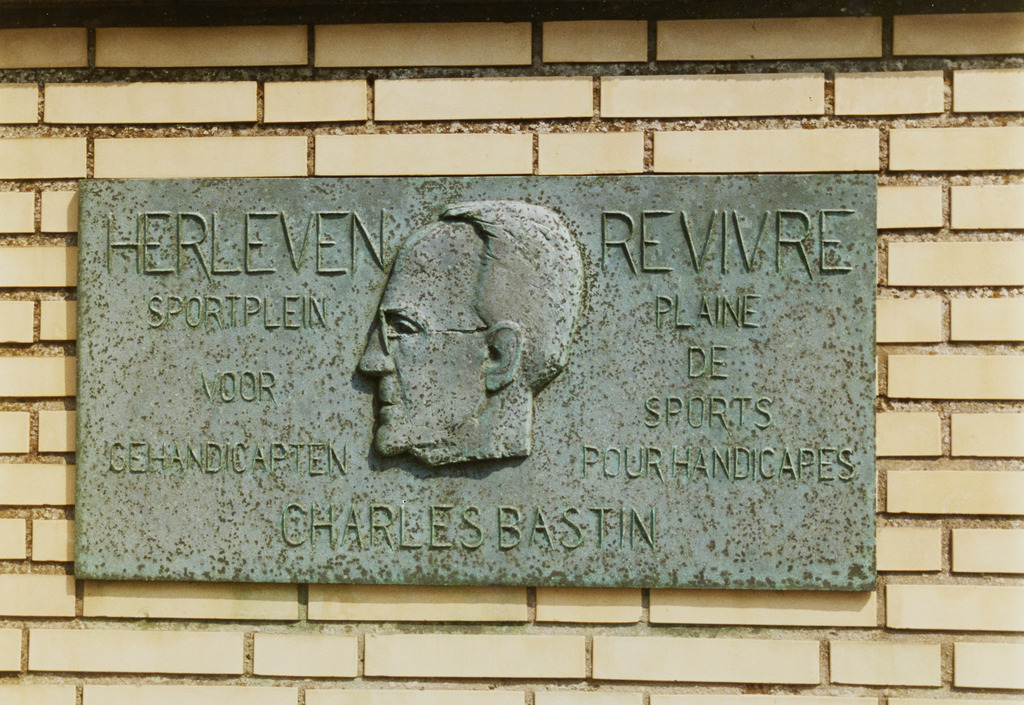 HERLEVEN
SPORTPLEIN
VOOR
GEHANDICAPTEN
REVIVRE
PLAINE
DE
SPORTS
POUR HANDICAPES
CHARLES BASTIN